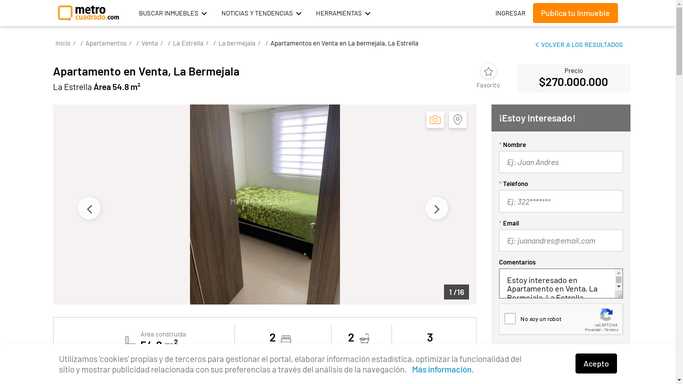 metro
cuadrado.com
BUSCAR INMUEBLES
NOTICIAS Y TENDENCIAS
HERRAMIENTAS
INGRESAR
Publica tu Inmueble
Inicio / / Apartamentos / / Venta / / La Estrella / / La bermejala / / Apartamentos en Venta en La bermejala, La Estrella
VOLVER A LOS RESULTADOS
Apartamento en Venta, La Bermejala
La Estrella Área 54.8 m²
Favorito
Precio
$270.000.000
1 /16
¡Estoy Interesado!
* Nombre
Ej: Juan Andres
* Telefono
Ej: 322*******
* Email
Ej: juanandres@email.com
Comentarios
Estoy interesado en
Apartamento en Venta, La
Bermejala, La Estrella
No soy un robot
reCAPTCHA
Privacidad - Términos
Área construida
54.8 m²
2
2
3
Utilizamos 'cookies' propias y de terceros para gestionar el portal, elaborar información estadística, optimizar la funcionalidad del
sitio y mostrar publicidad relacionada con sus preferencias a través del análisis de la navegación. Más información.
Acepto